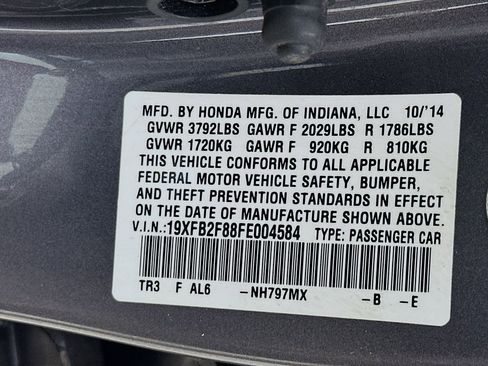 MFD. BY HONDA MFG. OF INDIANA, LLC 10/'14
GVWR 3792LBS GAWR F 2029LBS R 1786LBS
GVWR 1720KG GAWR F 920KG R 810KG
THIS VEHICLE CONFORMS TO ALL APPLICABLE
FEDERAL MOTOR VEHICLE SAFETY, BUMPER,
AND THEFT PREVENTION STANDARDS IN EFFECT
ON THE DATE OF MANUFACTURE SHOWN ABOVE.
V.I.N.:19XFB2F88FE004584 TYPE: PASSENGER CAR
TR3 F AL6 -NH797MX -B -E